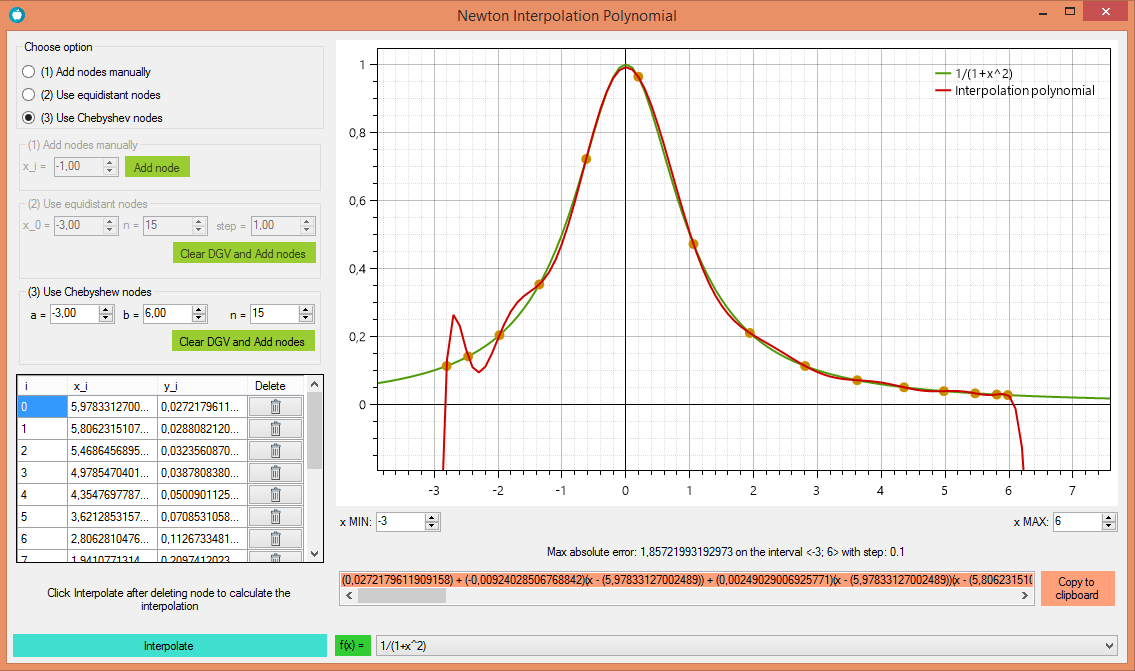 Newton Interpolation Polynomial
Choose option
(1) Add nodes manually
(2) Use equidistant nodes
(3) Use Chebyshev nodes
(1) Add nodes manually
x_i = -1,00 Add node
(2) Use equidistant nodes
x_0 = -3,00 n = 15 step = 1,00
Clear DGV and Add nodes
(3) Use Chebyshew nodes
a = -3,00 b = 6,00 n = 15
Clear DGV and Add nodes
i x_i y_i Delete
0 5,9783312700... 0,0272179611...
1 5,8062315107... 0,0288082120...
2 5,4686456895... 0,0323560870...
3 4,9785470401... 0,0387808380...
4 4,3547697787... 0,0500901125...
5 3,6212853157... 0,0708531058...
6 2,8062810476... 0,1126733481...
7 1,9410771314... 0,2097412023...
Click Interpolate after deleting node to calculate the
interpolation
Interpolate
1/(1+x^2)
Interpolation polynomial
1
0,8
0,6
0,4
0,2
0
-3 -2 -1 0 1 2 3 4 5 6 7
x MIN: -3 x MAX: 6
Max absolute error: 1,85721993192973 on the interval <-3; 6> with step: 0.1
(0,0272179611909158) + (-0,00924028506768842)(x - (5,97833127002489)) + (0,00249029006925771)(x - (5,97833127002489))(x - (5,80623151(
Copy to
clipboard
f(x) = 1/(1+x^2)